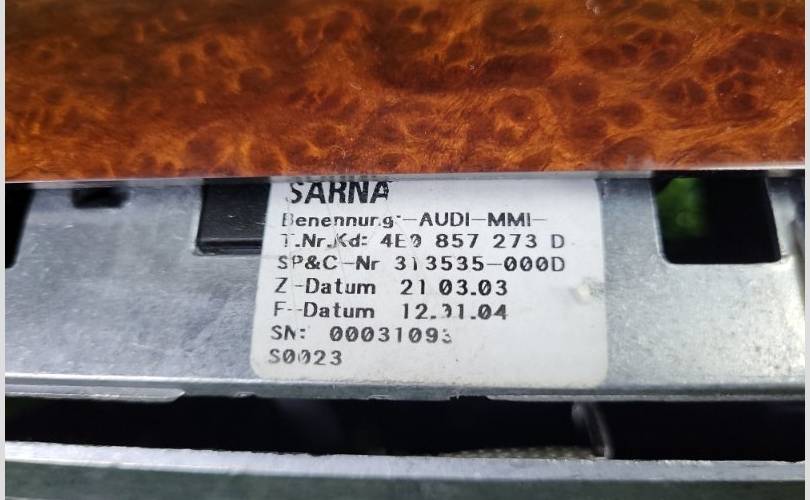 SARNA
Benennung:-AUDI-MMI-
T.Nr.Kd: 4E0 857 273 D
SP&C-Nr 313535-000D
Z-Datum 21 03.03
F-Datum 12.01.04
SN:
S0023